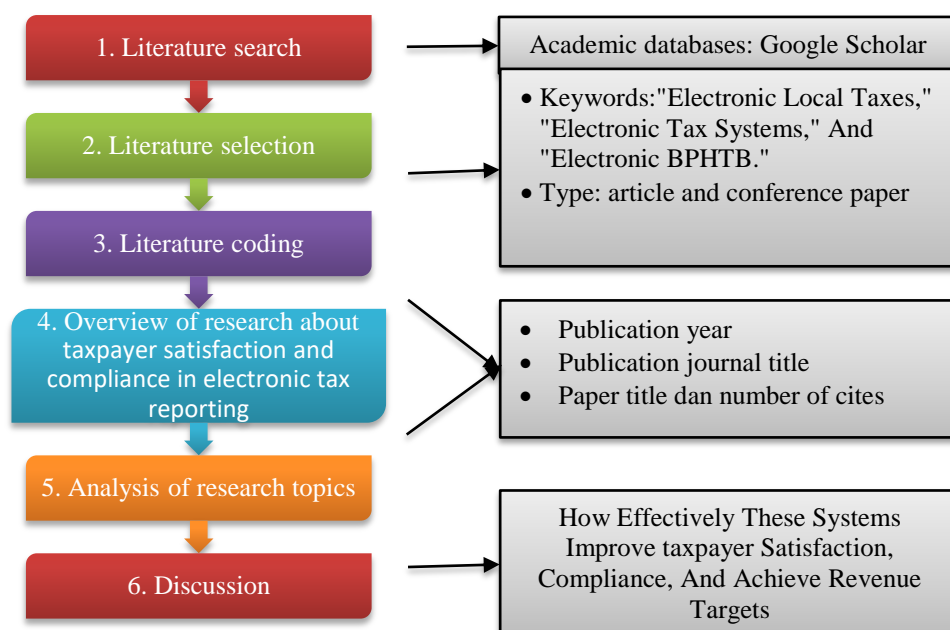 1. Literature search
Academic databases: Google Scholar
2. Literature selection
• Keywords:"Electronic Local Taxes,"
"Electronic Tax Systems," And
"Electronic BPHTB."
• Type: article and conference paper
3. Literature coding
4. Overview of research about
taxpayer satisfaction and
compliance in electronic tax
reporting
• Publication year
• Publication journal title
• Paper title dan number of cites
5. Analysis of research topics
6. Discussion
How Effectively These Systems
Improve taxpayer Satisfaction,
Compliance, And Achieve Revenue
Targets